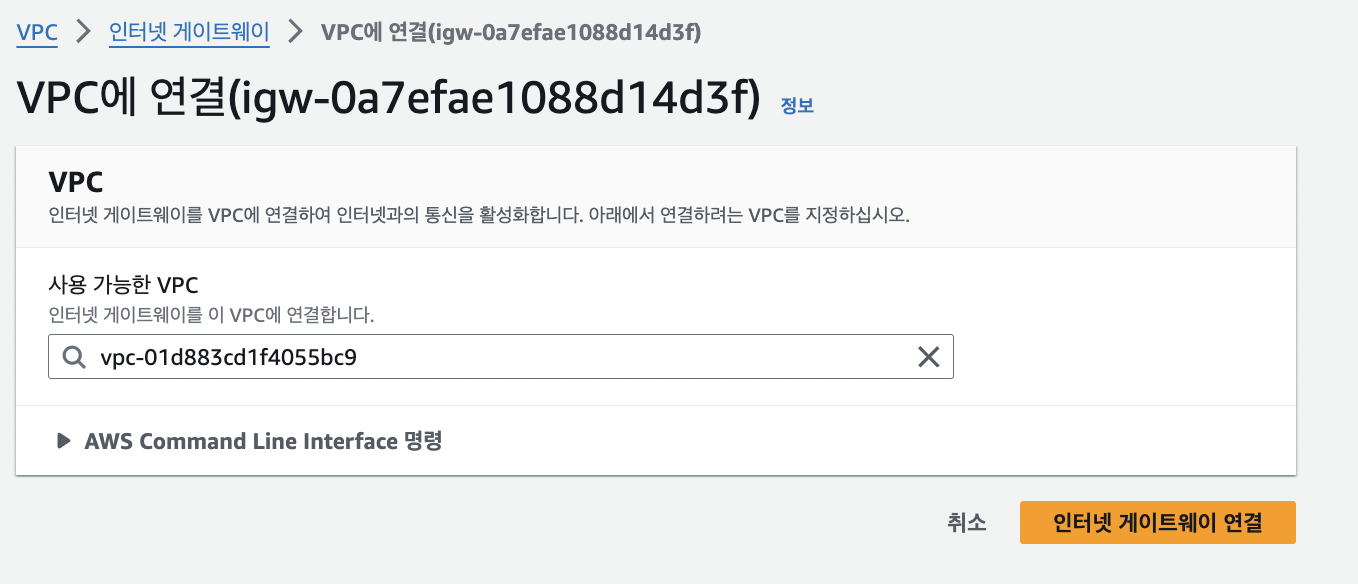 VPC > 인터넷 게이트웨이 > VPC에 연결(igw-0a7efae1088d14d3f)
VPC에 연결(igw-0a7efae1088d14d3f) 정보
VPC
인터넷 게이트웨이를 VPC에 연결하여 인터넷과의 통신을 활성화합니다. 아래에서 연결하려는 VPC를 지정하십시오.
사용 가능한 VPC
인터넷 게이트웨이를 이 VPC에 연결합니다.
vpc-01d883cd1f4055bc9
AWS Command Line Interface 명령
취소 인터넷 게이트웨이 연결